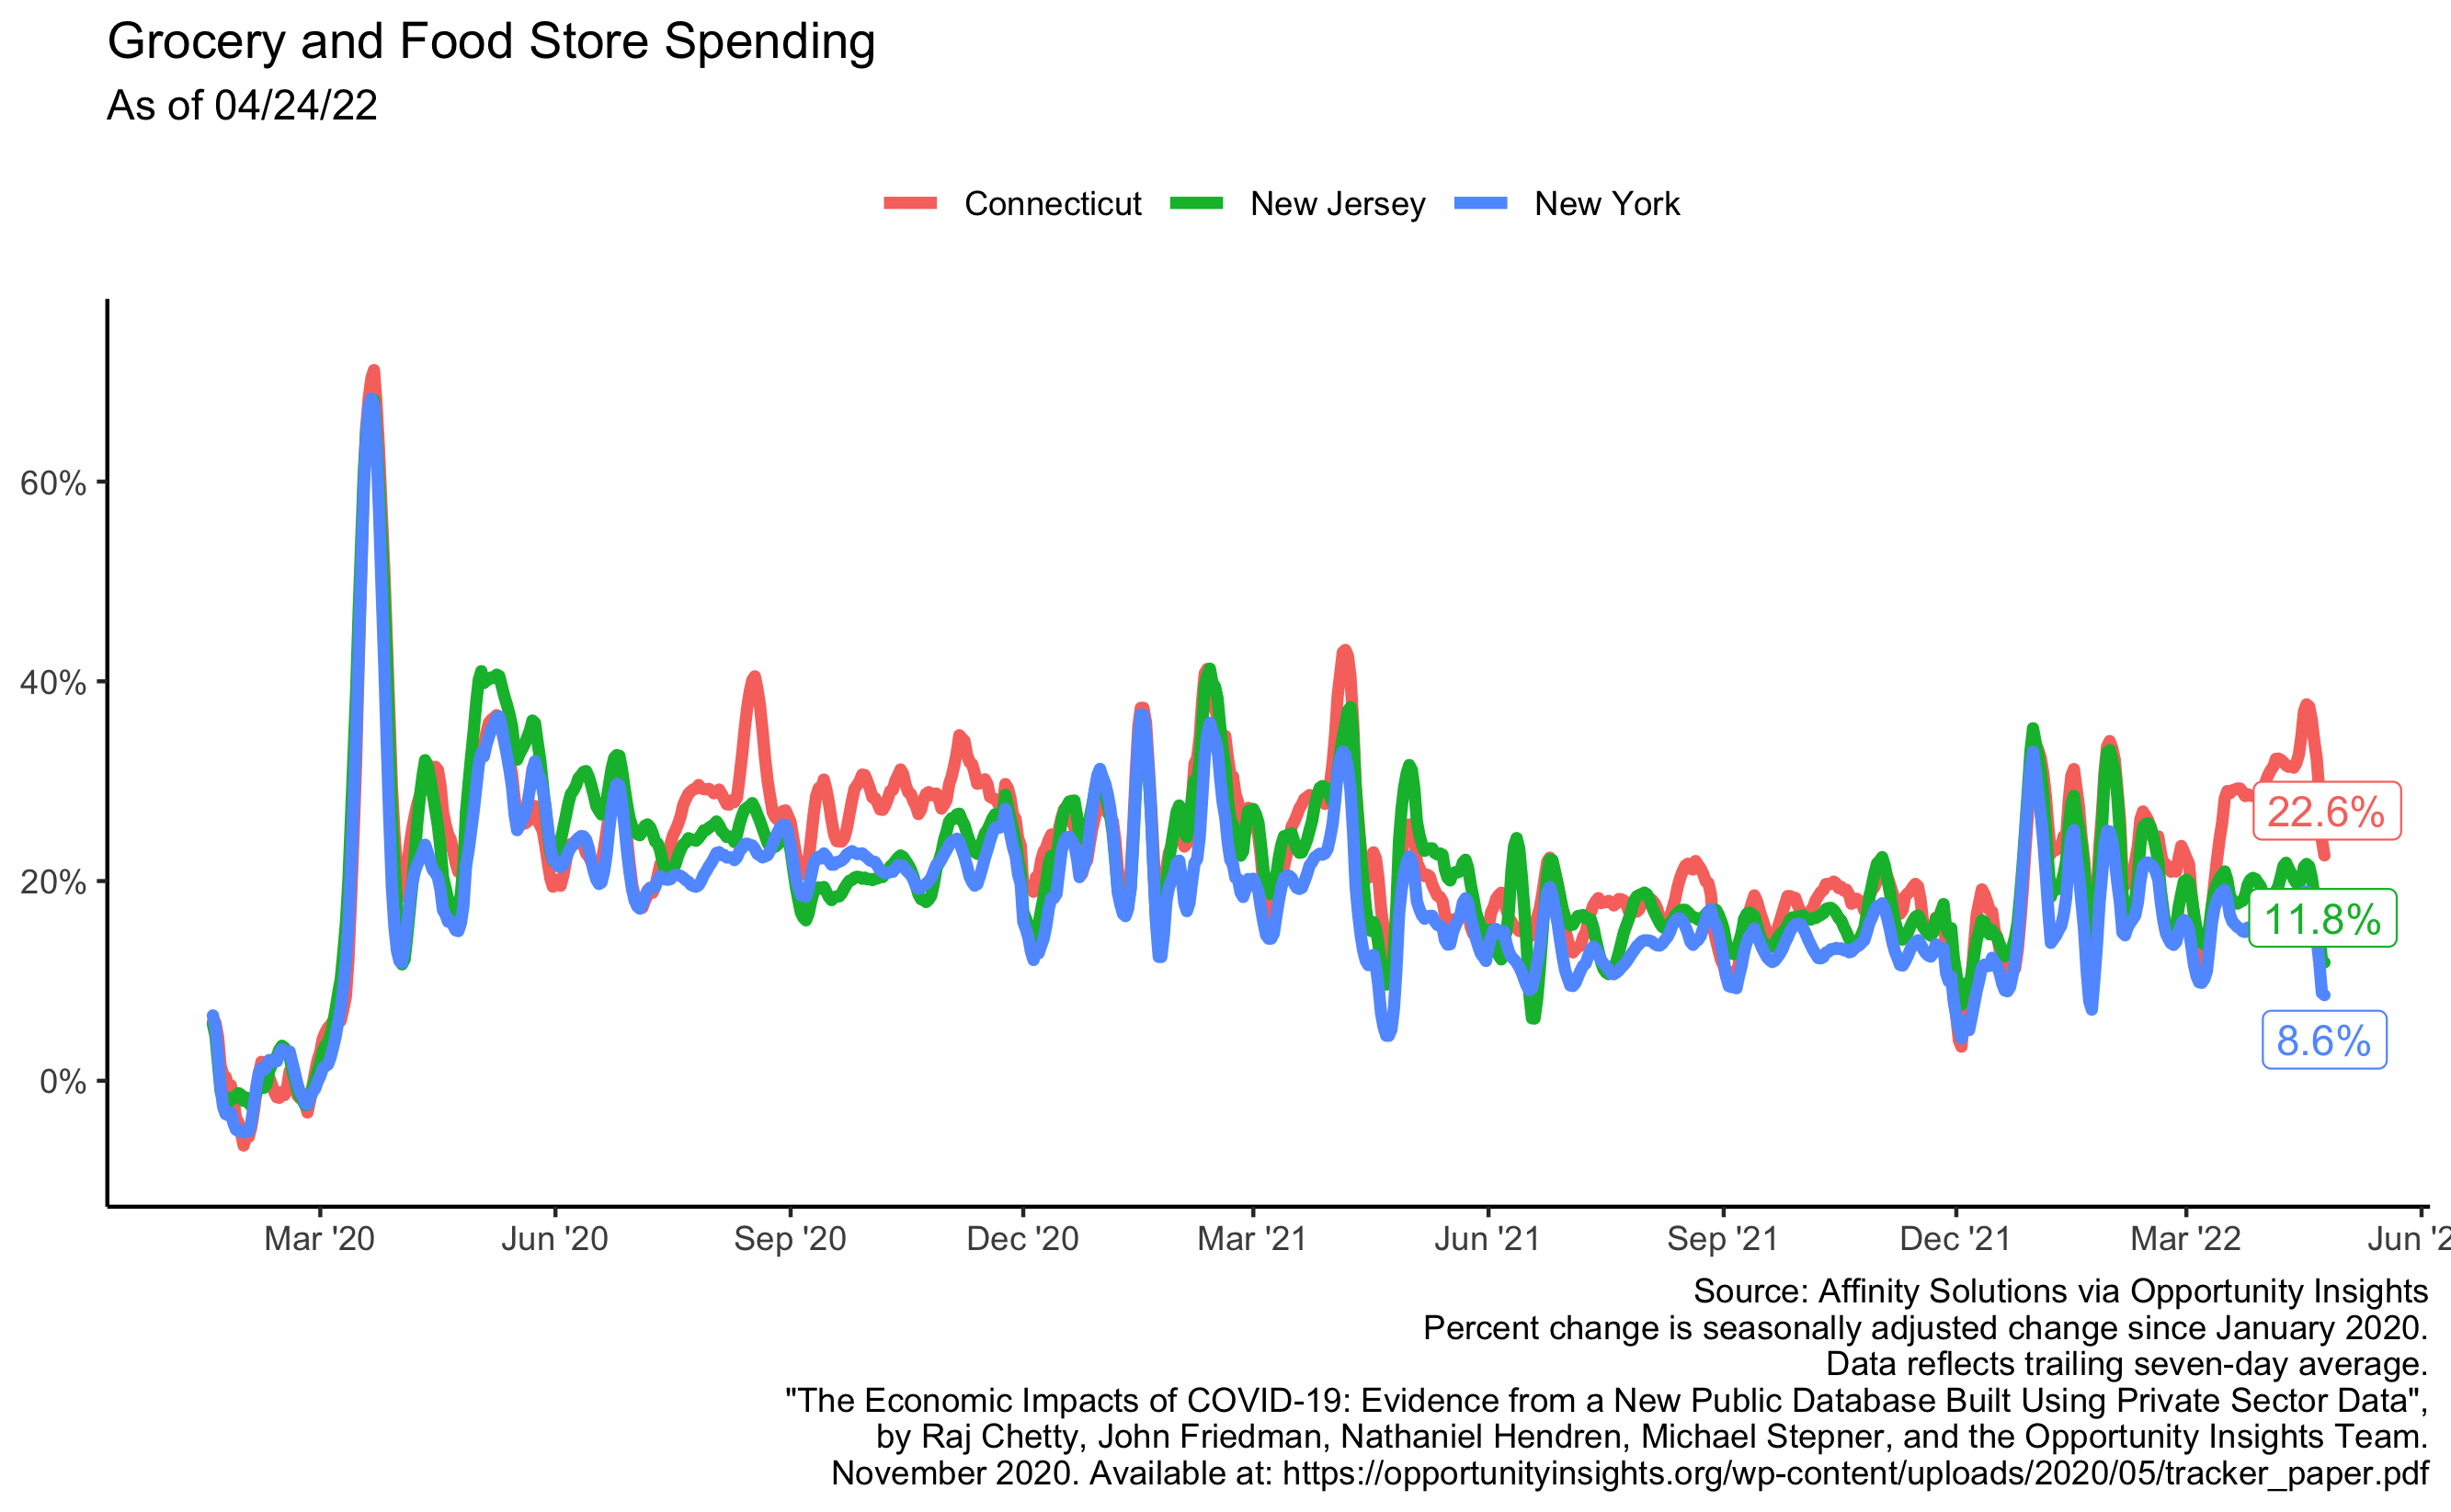 Grocery and Food Store Spending
As of 04/24/22
Connecticut New Jersey New York
60%
40%
20%
0%
22.6%
11.8%
8.6%
Mar '20 Jun '20 Sep '20 Dec '20 Mar '21 Jun '21 Sep '21 Dec '21 Mar '22 Jun '2
Source: Affinity Solutions via Opportunity Insights
Percent change is seasonally adjusted change since January 2020.
Data reflects trailing seven-day average.
"The Economic Impacts of COVID-19: Evidence from a New Public Database Built Using Private Sector Data",
by Raj Chetty, John Friedman, Nathaniel Hendren, Michael Stepner, and the Opportunity Insights Team.
November 2020. Available at: https://opportunityinsights.org/wp-content/uploads/2020/05/tracker_paper.pdf